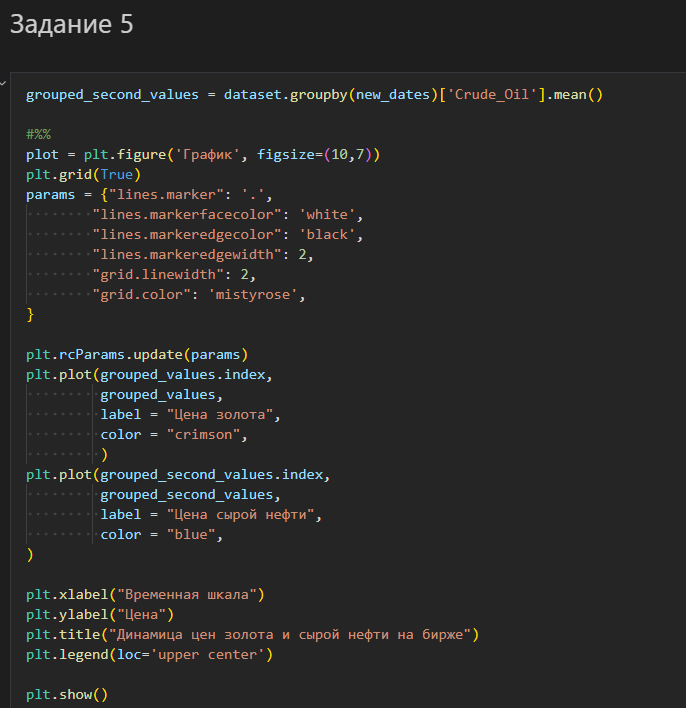 Задание 5
grouped_second_values = dataset.groupby(new_dates)['Crude_Oil'].mean()
#%%
plot = plt.figure('График', figsize=(10,7))
plt.grid(True)
params = {"lines.marker": '.',
"lines.markerfacecolor": 'white',
"lines.markeredgecolor": 'black',
"lines.markeredgewidth": 2,
"grid.linewidth": 2,
"grid.color": 'mistyrose',
}
plt.rcParams.update(params)
plt.plot(grouped_values.index,
grouped_values,
label = "Цена золота",
color = "crimson",
)
plt.plot(grouped_second_values.index,
grouped_second_values,
label = "Цена сырой нефти",
color = "blue",
)
plt.xlabel("Временная шкала")
plt.ylabel("Цена")
plt.title("Динамица цен золота и сырой нефти на бирже")
plt.legend(loc='upper center')
plt.show()